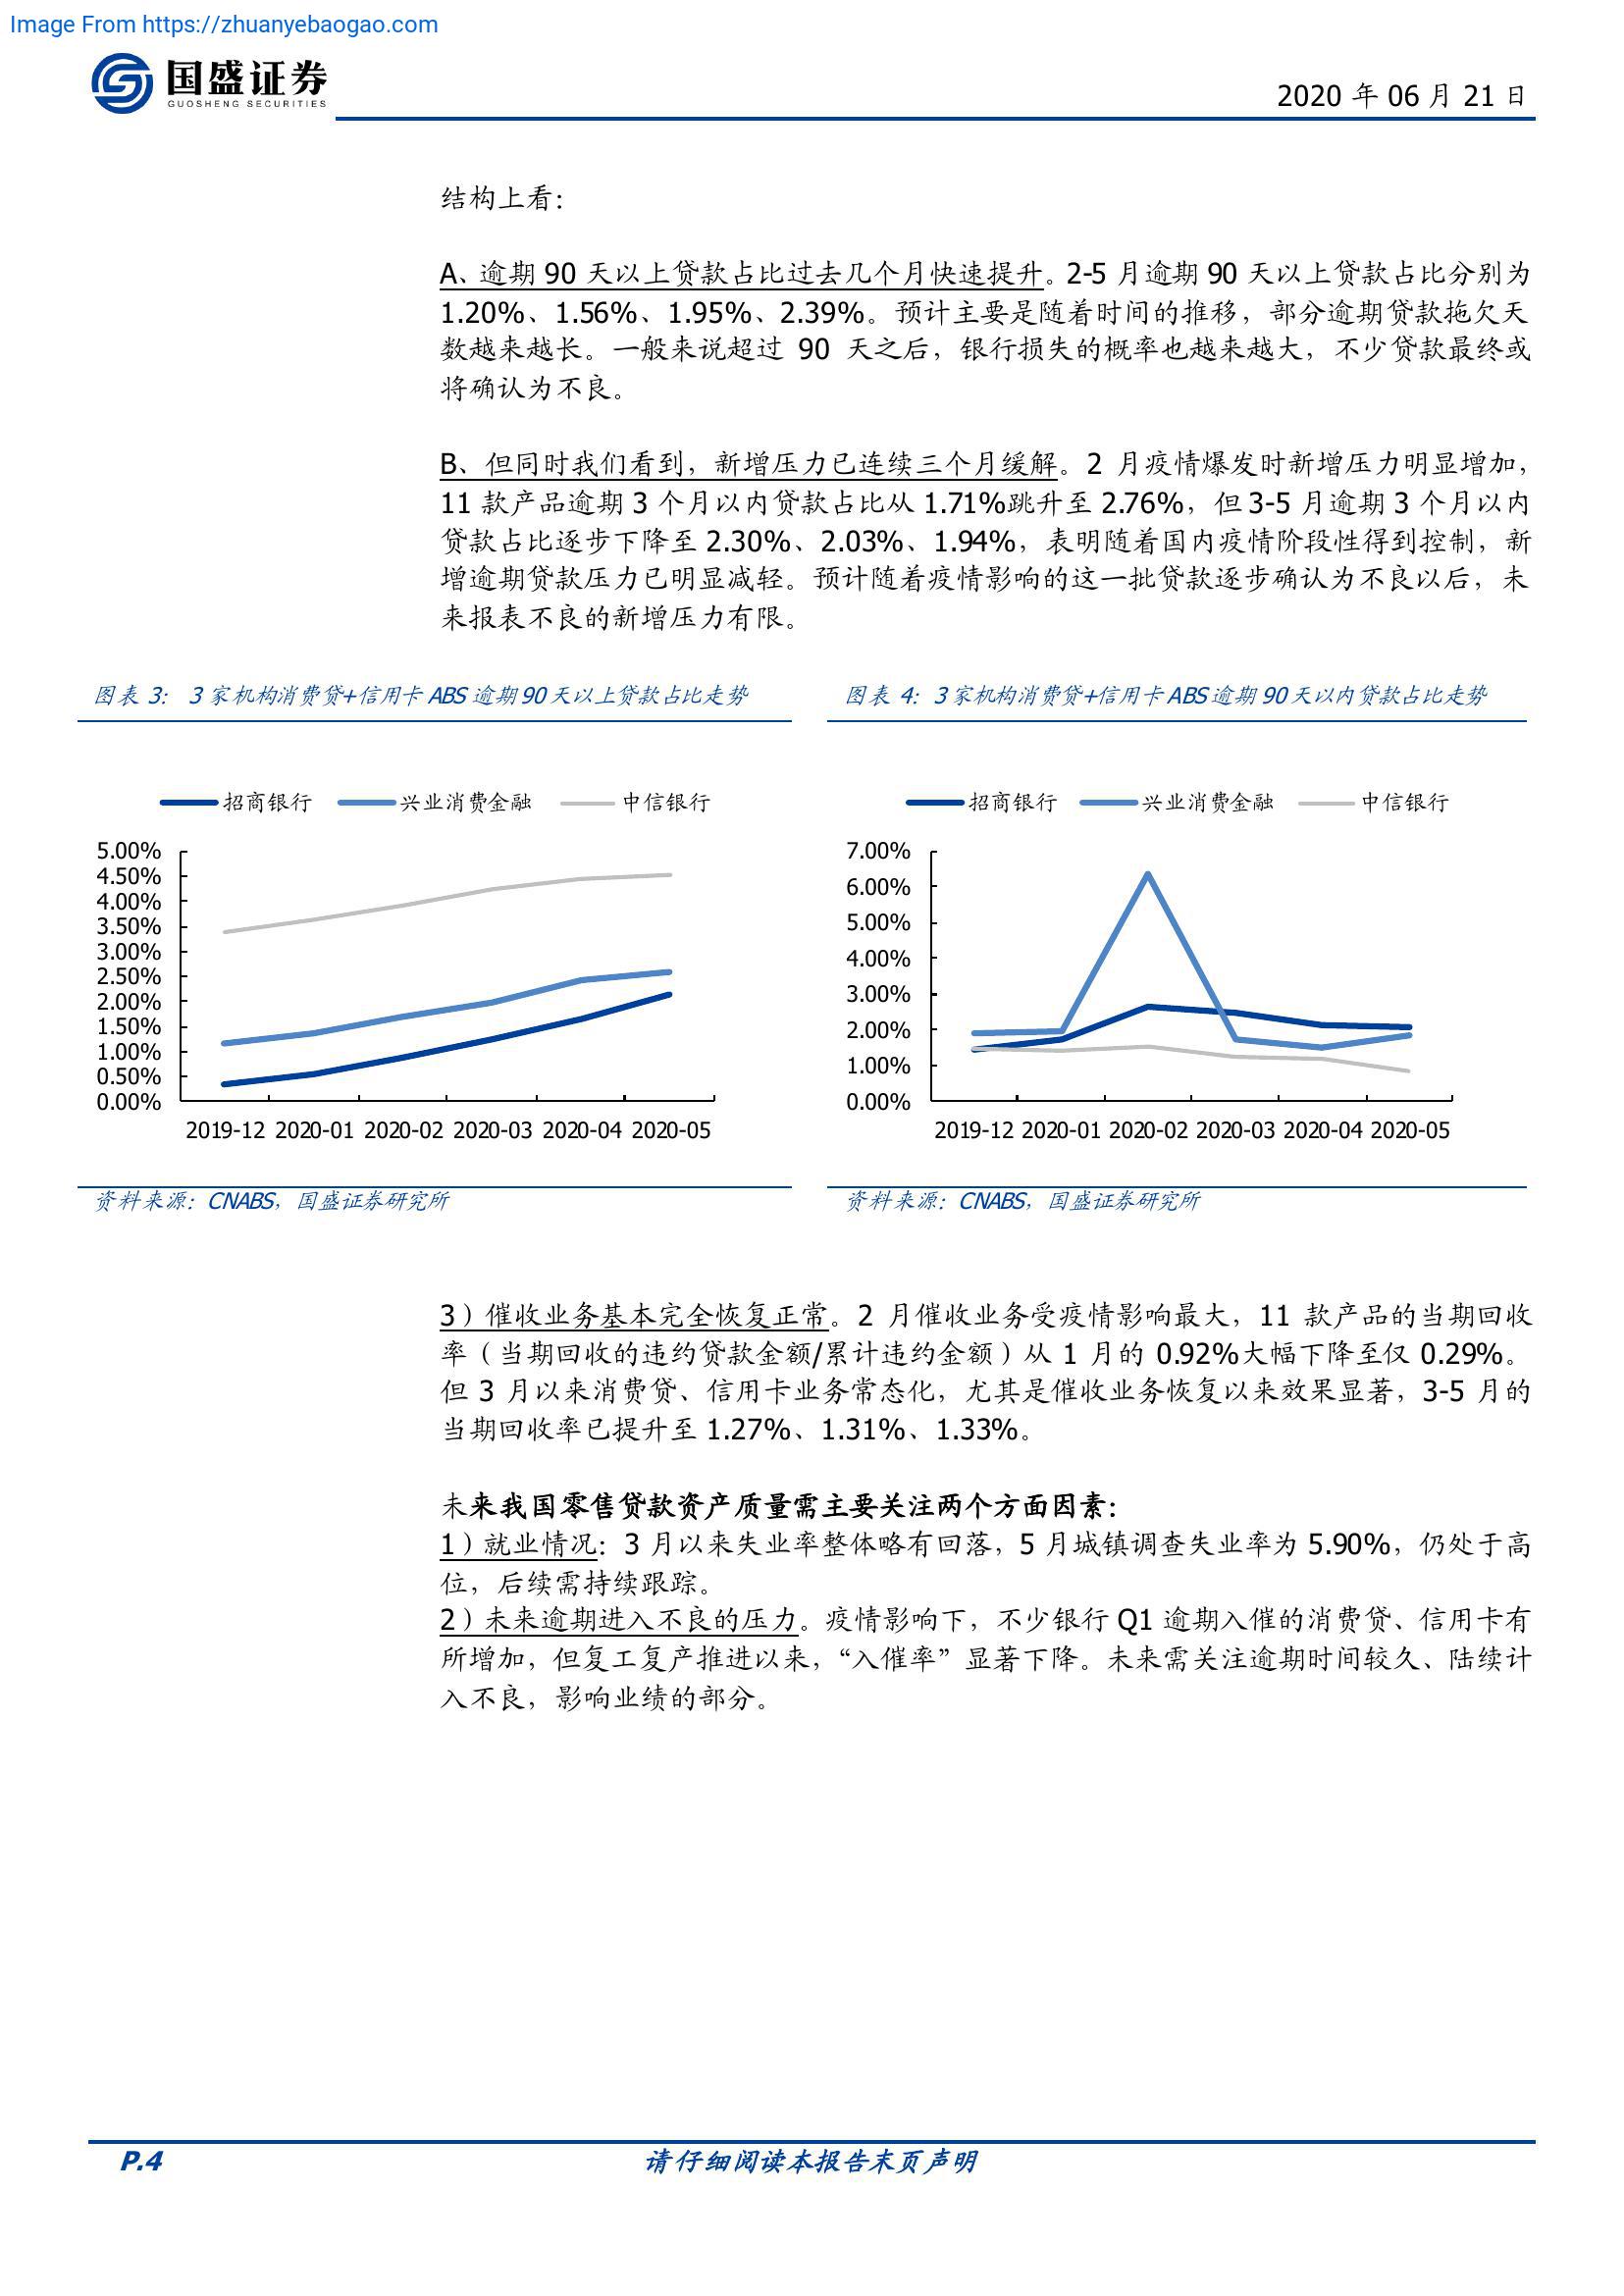 Image From https://zhuanyebaogao.com
国盛证券
GUOSHENG SECURITIES
2020 年 06 月 21 日
结构上看：
A、逾期 90 天以上贷款占比过去几个月快速提升。2-5 月逾期 90 天以上贷款占比分别为
1.20%、1.56%、1.95%、2.39%。预计主要是随着时间的推移，部分逾期贷款拖欠天
数越来越长。一般来说超过 90 天之后，银行损失的概率也越来越大，不少贷款最终或
将确认为不良。
B、但同时我们看到，新增压力已连续三个月缓解。2 月疫情爆发时新增压力明显增加，
11 款产品逾期 3 个月以内贷款占比从 1.71%跳升至 2.76%，但 3-5 月逾期 3 个月以内
贷款占比逐步下降至 2.30%、2.03%、1.94%，表明随着国内疫情阶段性得到控制，新
增逾期贷款压力已明显减轻。预计随着疫情影响的这一批贷款逐步确认为不良以后，未
来报表不良的新增压力有限。
图表 3： 3 家机构消费贷+信用卡 ABS 逾期 90 天以上贷款占比走势
招商银行 兴业消费金融 中信银行
5.00%
4.50%
4.00%
3.50%
3.00%
2.50%
2.00%
1.50%
1.00%
0.50%
0.00%
2019-12 2020-01 2020-02 2020-03 2020-04 2020-05
资料来源：CNABS，国盛证券研究所
图表 4：3 家机构消费贷+信用卡 ABS 逾期 90 天以内贷款占比走势
招商银行 兴业消费金融 中信银行
7.00%
6.00%
5.00%
4.00%
3.00%
2.00%
1.00%
0.00%
2019-12 2020-01 2020-02 2020-03 2020-04 2020-05
资料来源：CNABS，国盛证券研究所
3）催收业务基本完全恢复正常。2 月催收业务受疫情影响最大，11 款产品的当期回收
率（当期回收的违约贷款金额/累计违约金额）从 1 月的 0.92%大幅下降至仅 0.29%。
但 3 月以来消费贷、信用卡业务常态化，尤其是催收业务恢复以来效果显著，3-5 月的
当期回收率已提升至 1.27%、1.31%、1.33%。
未来我国零售贷款资产质量需主要关注两个方面因素：
1）就业情况：3 月以来失业率整体略有回落，5 月城镇调查失业率为 5.90%，仍处于高
位，后续需持续跟踪。
2）未来逾期进入不良的压力。疫情影响下，不少银行 Q1 逾期入催的消费贷、信用卡有
所增加，但复工复产推进以来，“入催率”显著下降。未来需关注逾期时间较久、陆续计
入不良，影响业绩的部分。
P.4
请仔细阅读本报告末页声明